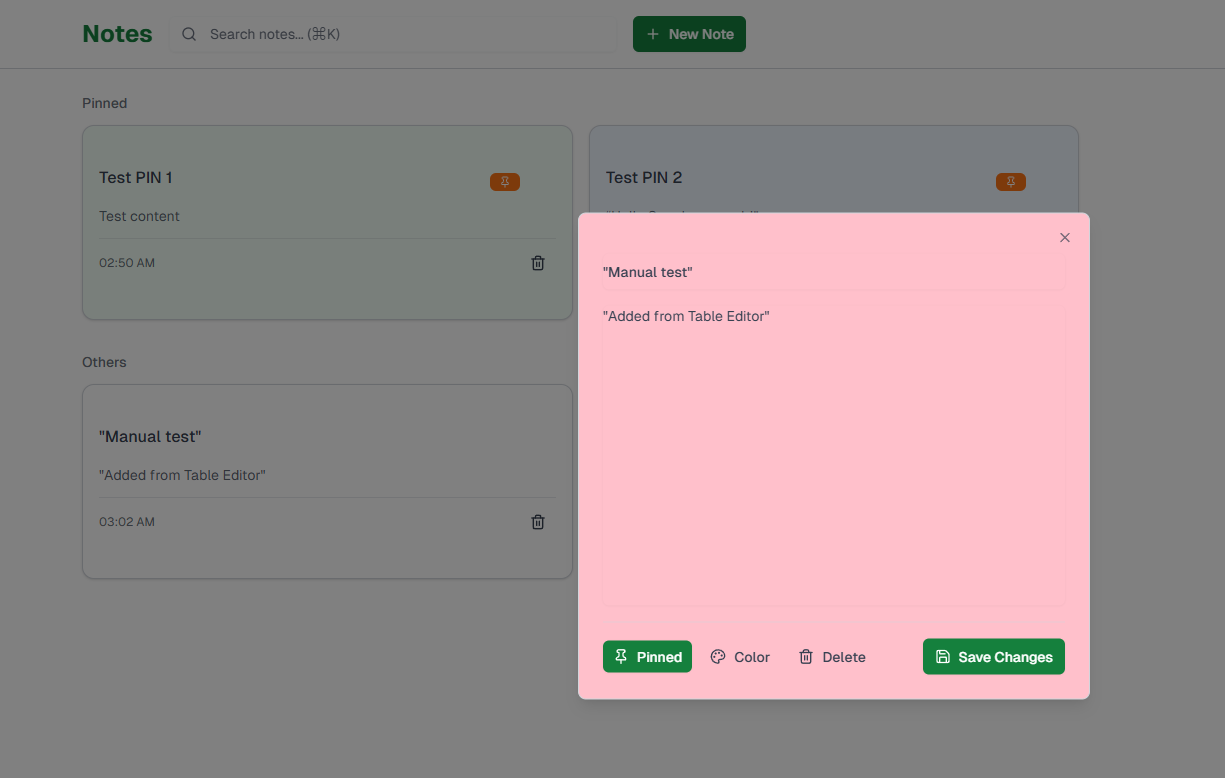 Notes
Search notes... (⌘K)
New Note
Pinned
Test PIN 1
Test content
02:50 AM
Test PIN 2
Others
"Manual test"
"Added from Table Editor"
03:02 AM
"Manual test"
"Added from Table Editor"
Pinned
Color
Delete
Save Changes